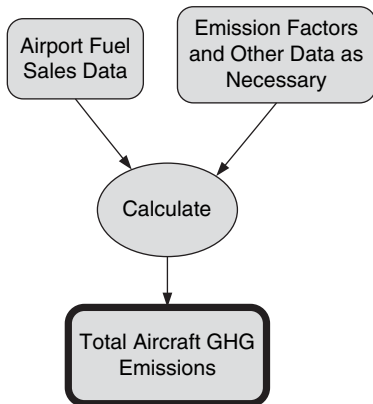 Airport Fuel
Sales Data
Emission Factors
and Other Data as
Necessary
Calculate
Total Aircraft GHG
Emissions